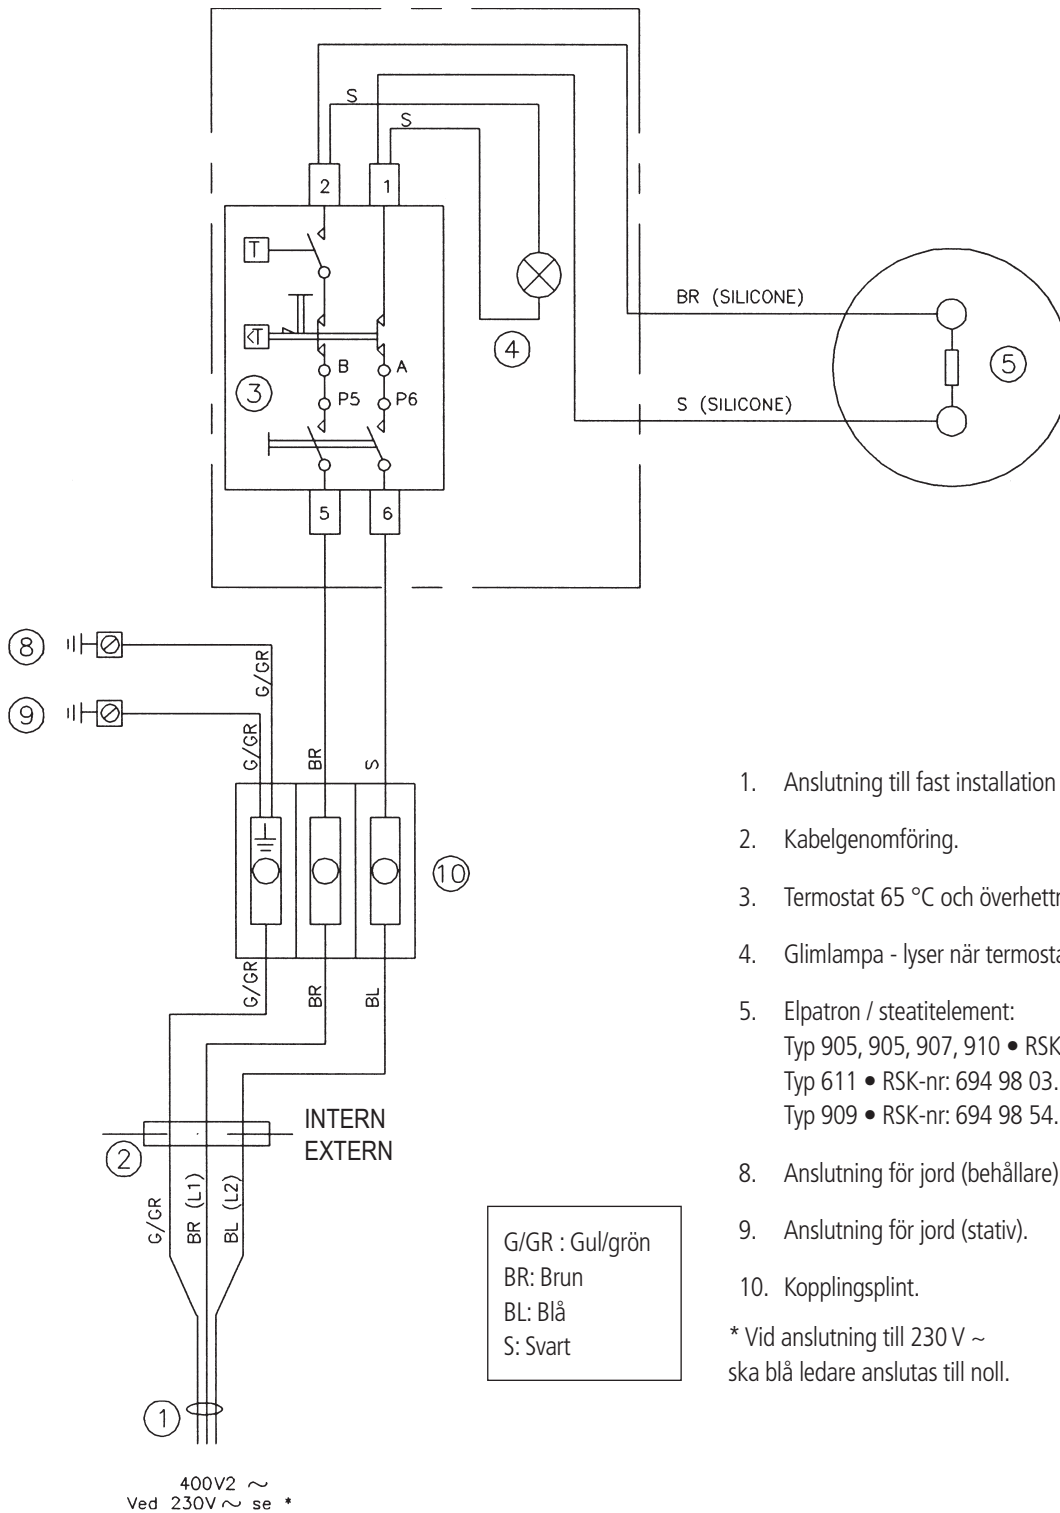 S
S
2
1
T
BR (SILICONE)
4
5
T
B
A
3
P5
P6
S (SILICONE)
5
6
8
G/GR
9
G/GR
BR
S
10
G/GR
BR
BL
INTERN
EXTERN
2
G/GR
BR (L1)
BL (L2)
1
400V2 ~
Ved 230V ~ se *
G/GR : Gul/grön
BR: Brun
BL: Blå
S: Svart
1. Anslutning till fast installation
2. Kabelgenomföring.
3. Termostat 65 °C och
4. Glimlampa - lyser när
5. Elpatron / steatitelement:
Typ 905, 905, 907, 910 • RSK
Typ 611 • RSK-nr: 694 98 03.
Typ 909 • RSK-nr: 694 98 54.
8. Anslutning för jord (behållare)
9. Anslutning för jord (stativ).
10. Kopplingsplint.
* Vid anslutning till 230 V ~
ska blå ledare anslutas till noll.